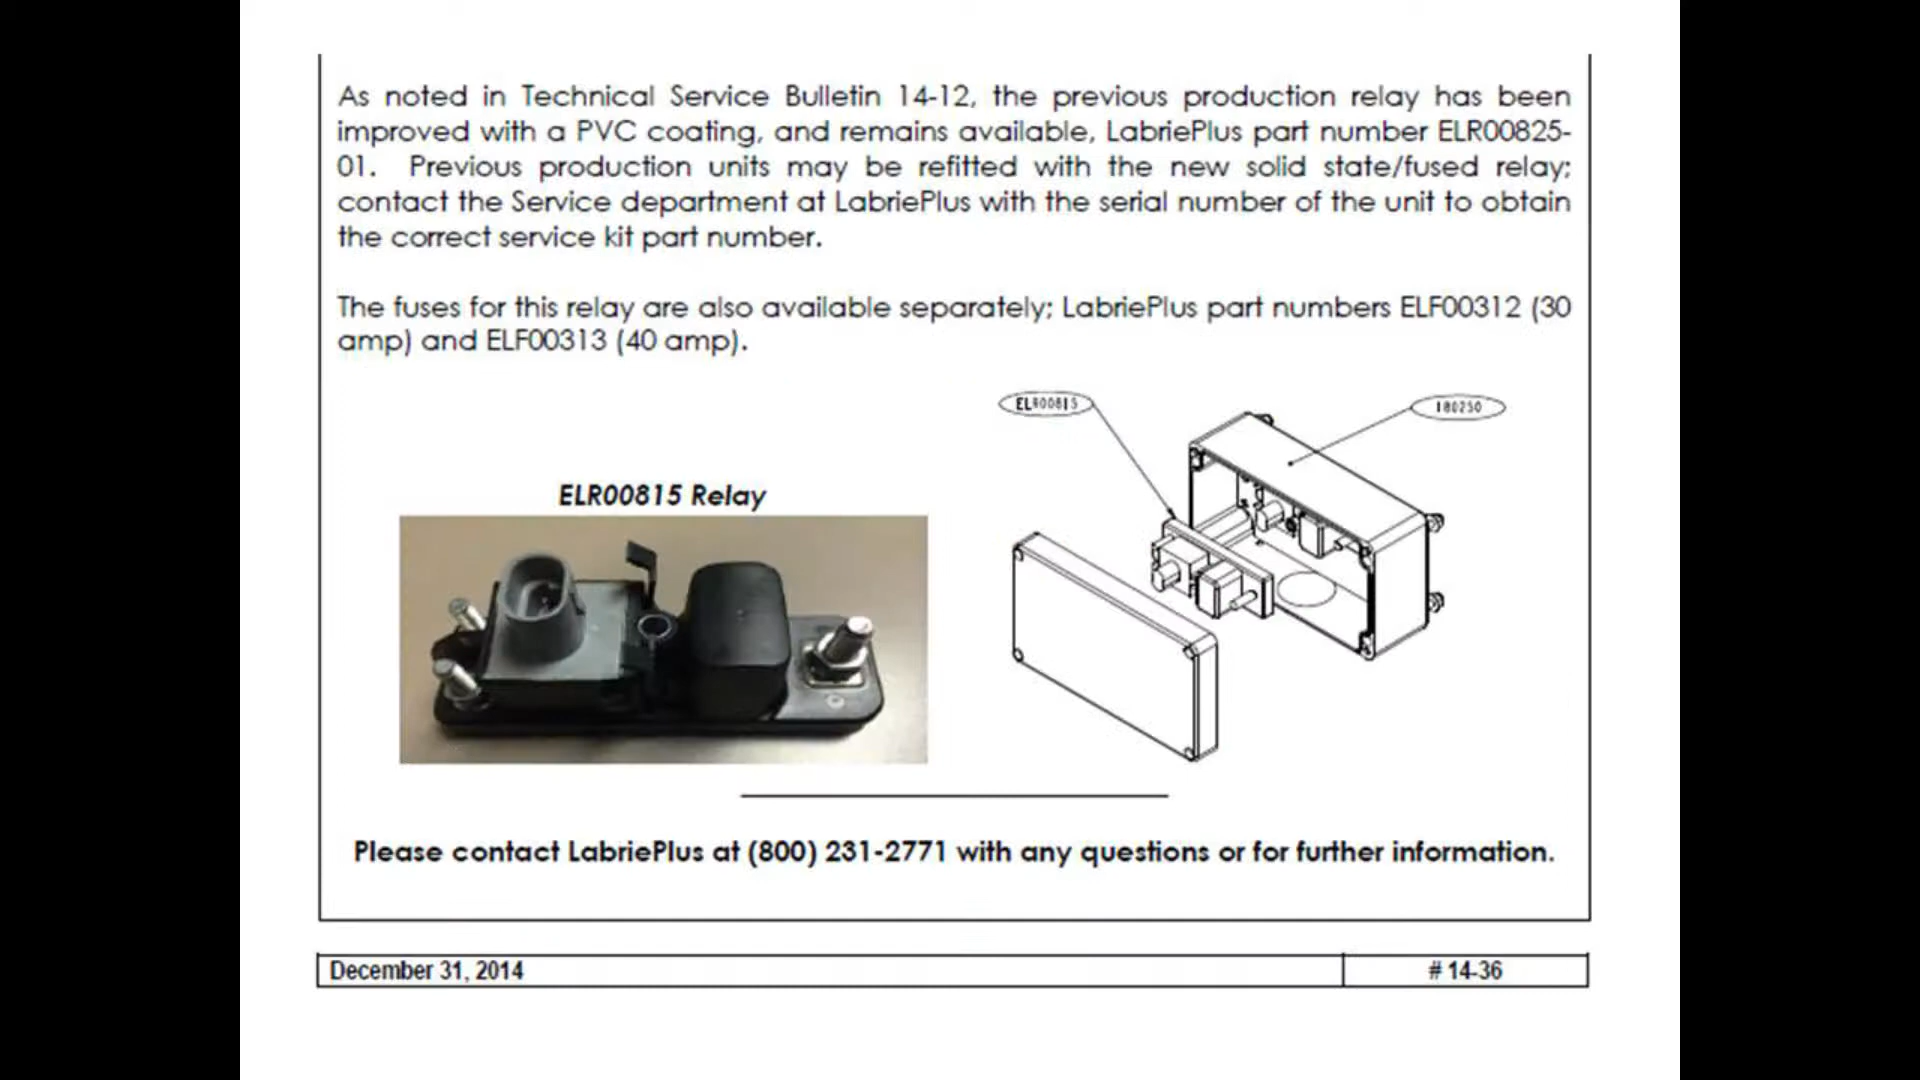 As noted in Technical Service Bulletin 14-12, the previous production relay has been
improved with a PVC coating, and remains available, LabriePlus part number ELR00825-
01. Previous production units may be refitted with the new solid state/fused relay;
contact the Service department at LabriePlus with the serial number of the unit to obtain
the correct service kit part number.
The fuses for this relay are also available separately; LabriePlus part numbers ELF00312 (30
amp) and ELF00313 (40 amp).
ELR00815
180250
ELR00815 Relay
Please contact LabriePlus at (800) 231-2771 with any questions or for further information.
December 31, 2014
# 14-36